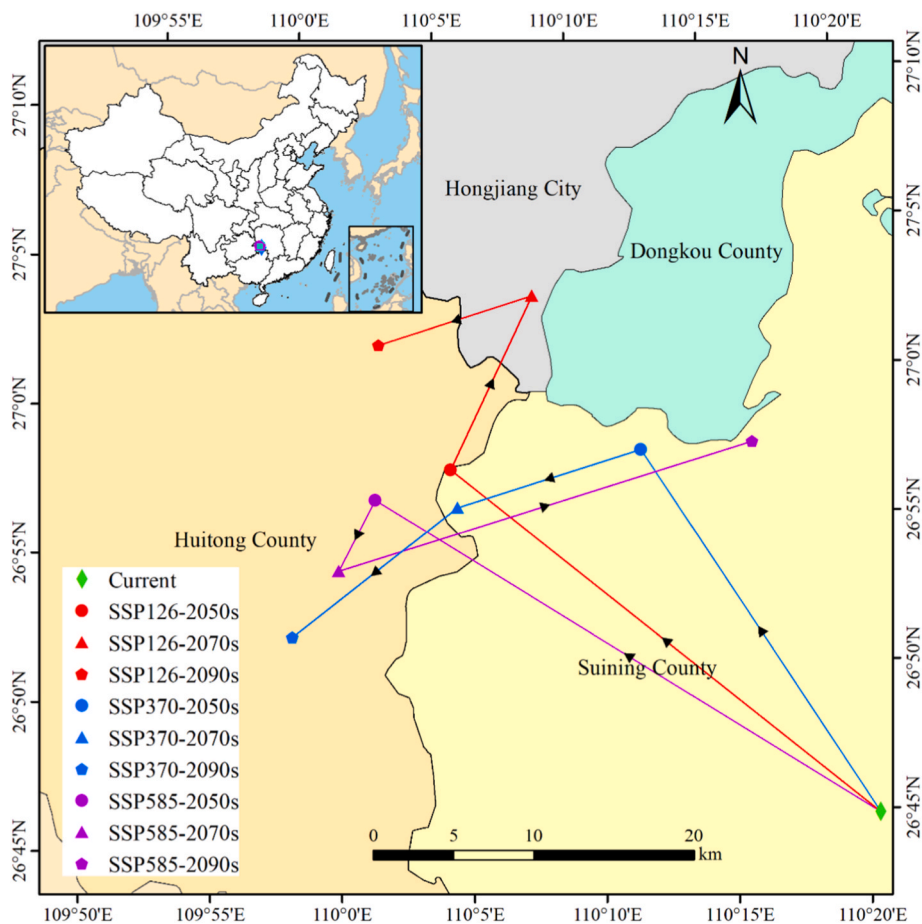 109°55'E 110°0'E 110°5'E 110°10'E 110°15'E 110°20'E
27°10'N
27°5'N
27°0'N
26°55'N
26°50'N
26°45'N
27°10'N
27°5'N
27°0'N
26°55'N
26°50'N
26°45'N
N
Hongjiang City
Dongkou County
Huitong County
Suining County
Current
SSP126-2050s
SSP126-2070s
SSP126-2090s
SSP370-2050s
SSP370-2070s
SSP370-2090s
SSP585-2050s
SSP585-2070s
SSP585-2090s
0 5 10 20
km
109°50'E 109°55'E 110°0'E 110°5'E 110°10'E 110°15'E 110°20'E